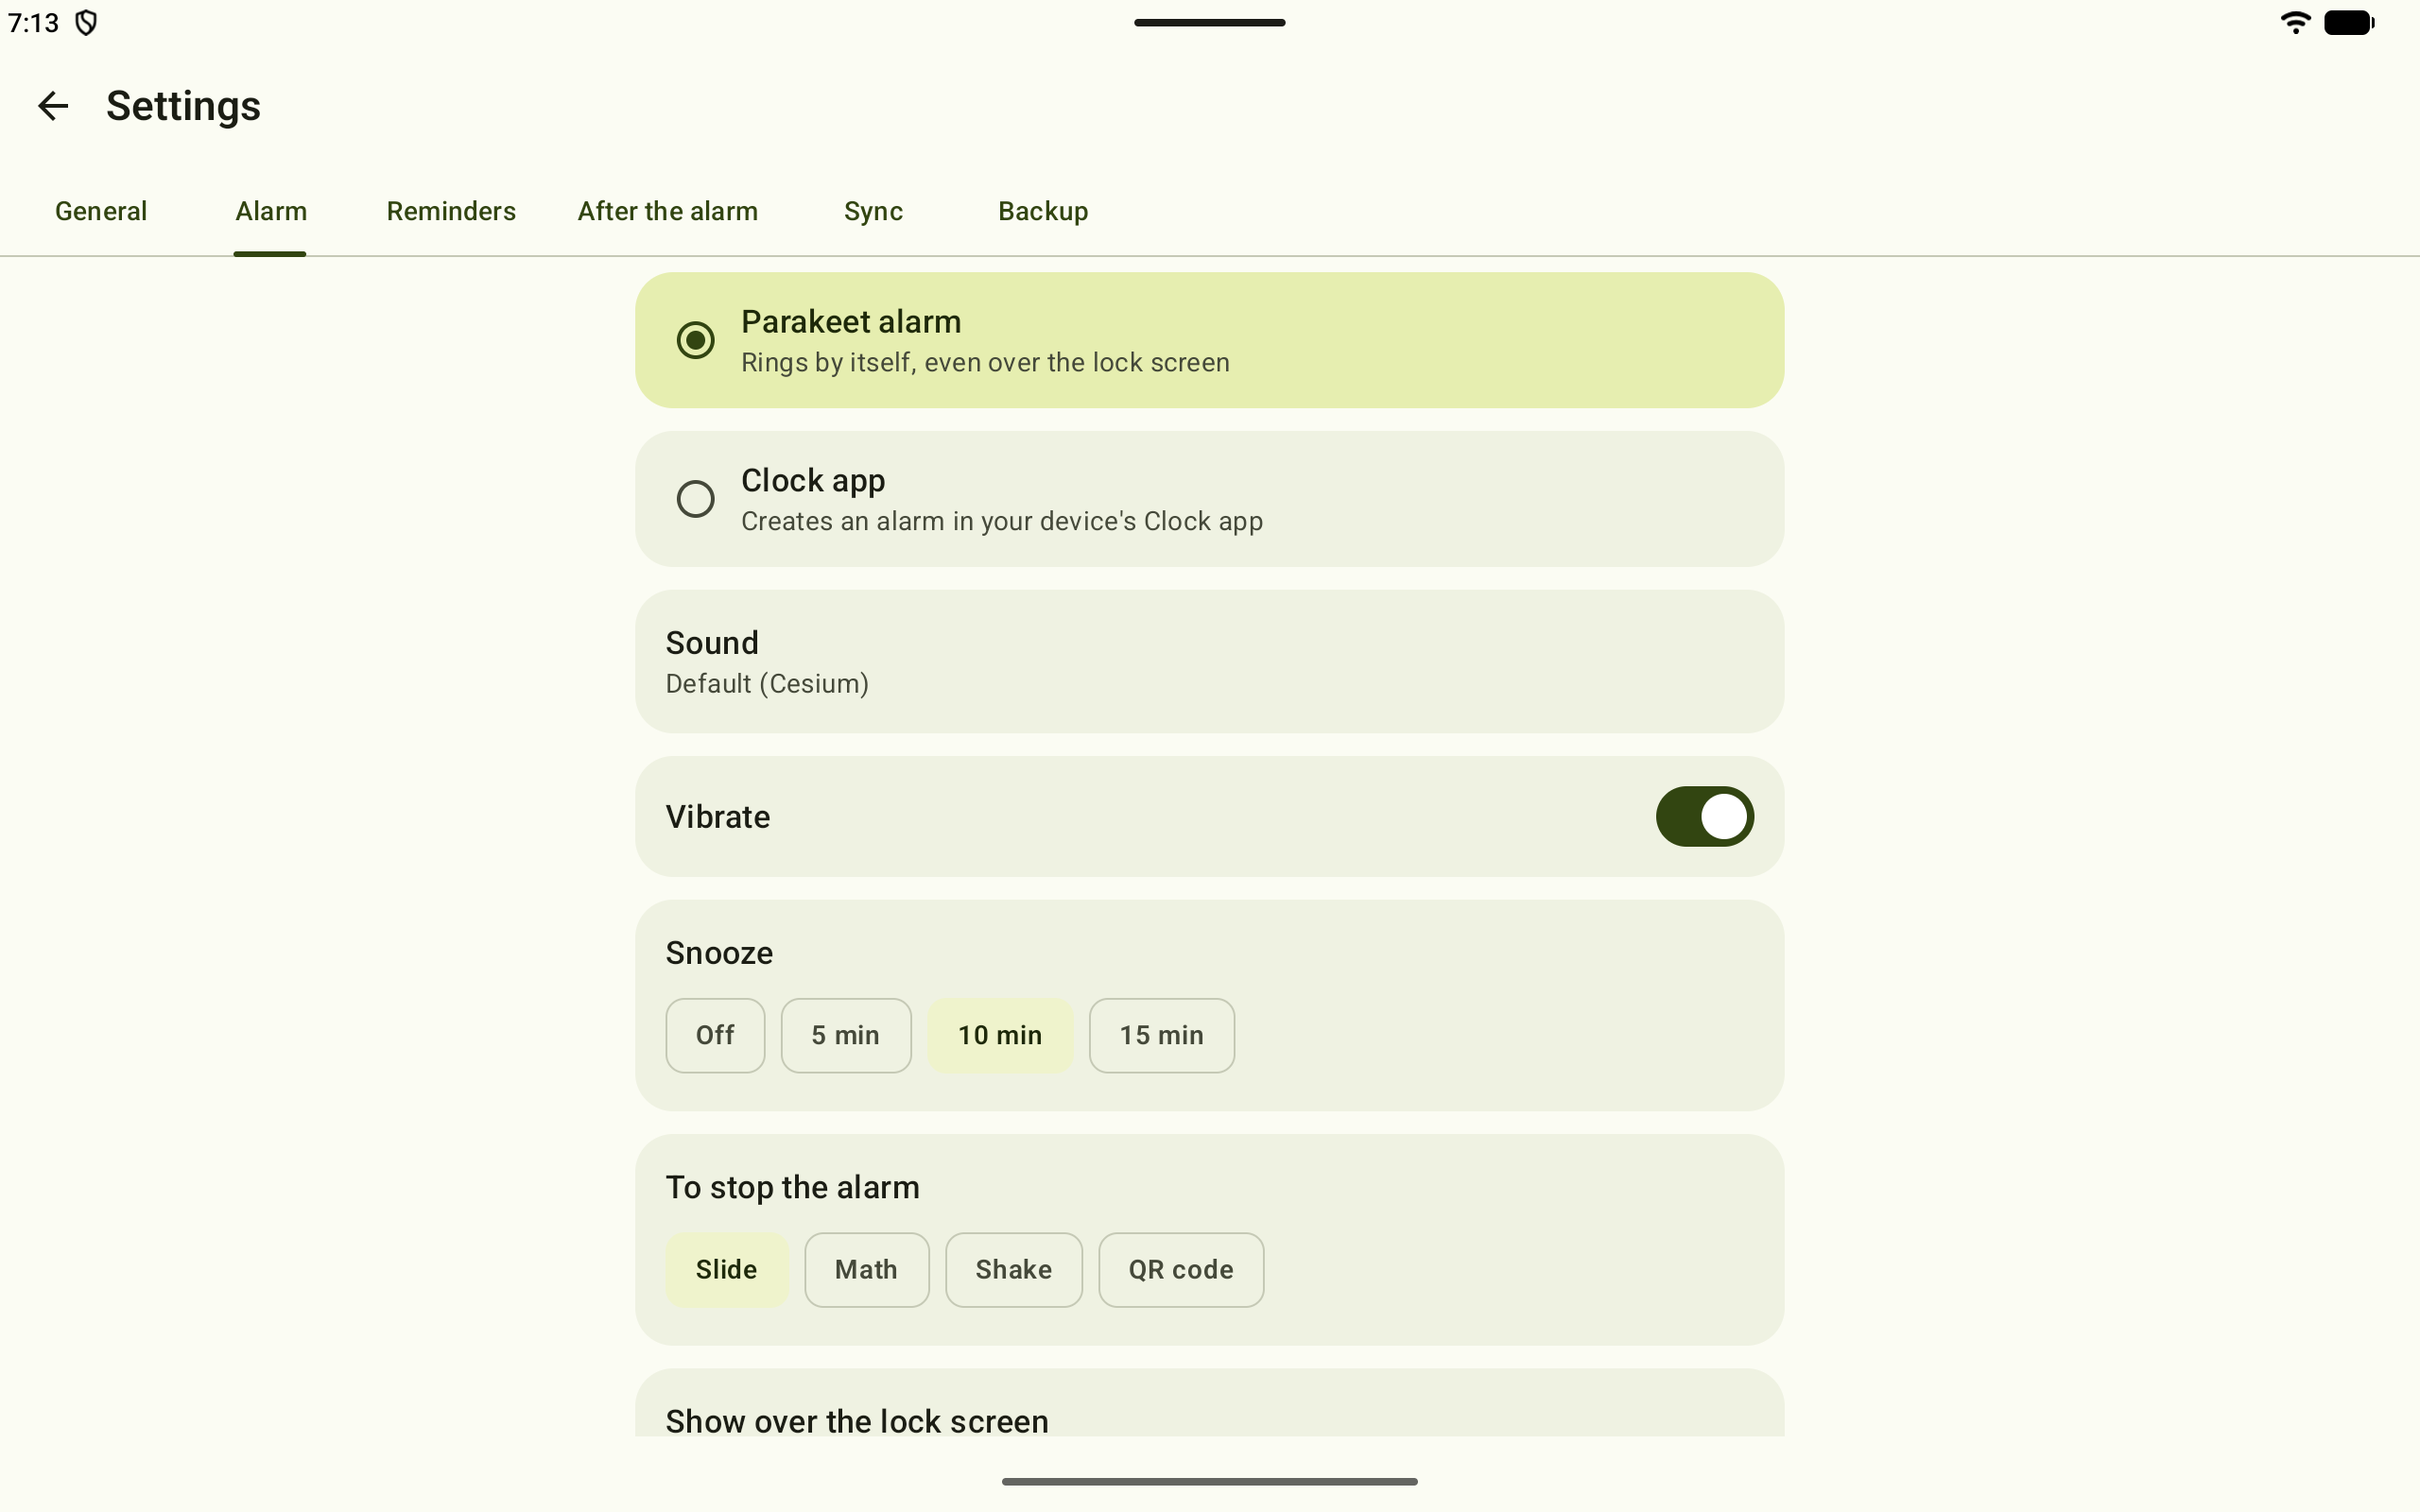 7:13
Settings
General
Alarm
Reminders
After the alarm
Sync
Backup
Parakeet alarm
Rings by itself, even over the lock screen
Clock app
Creates an alarm in your device's Clock app
Sound
Default (Cesium)
Vibrate
Snooze
Off
5 min
10 min
15 min
To stop the alarm
Slide
Math
Shake
QR code
Show over the lock screen